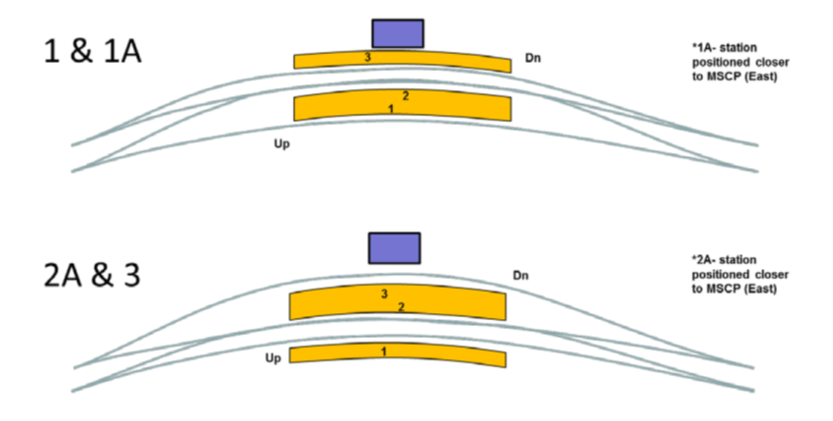 1 & 1A
3
Dn
*1A- station
positioned closer
to MSCP (East)
2
1
Up
2A & 3
Dn
*2A- station
positioned closer
to MSCP (East)
3
2
Up
1